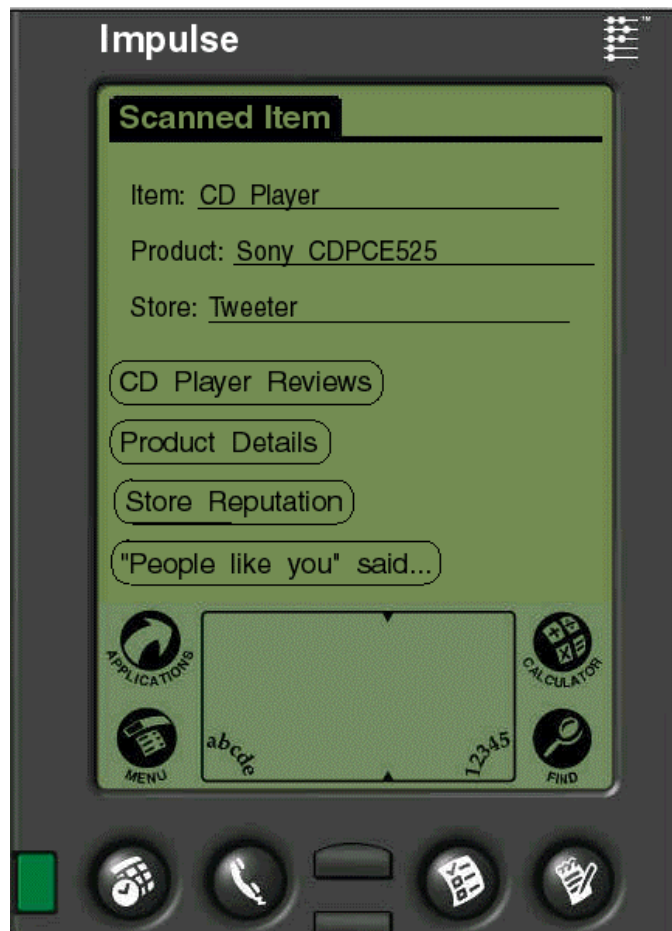 Impulse
™
Scanned Item
Item: CD Player
Product: Sony CDPCE525
Store: Tweeter
CD Player Reviews
Product Details
Store Reputation
"People like you" said...
APPLICATIONS
CALCULATOR
MENU
abcde
12345
FIND